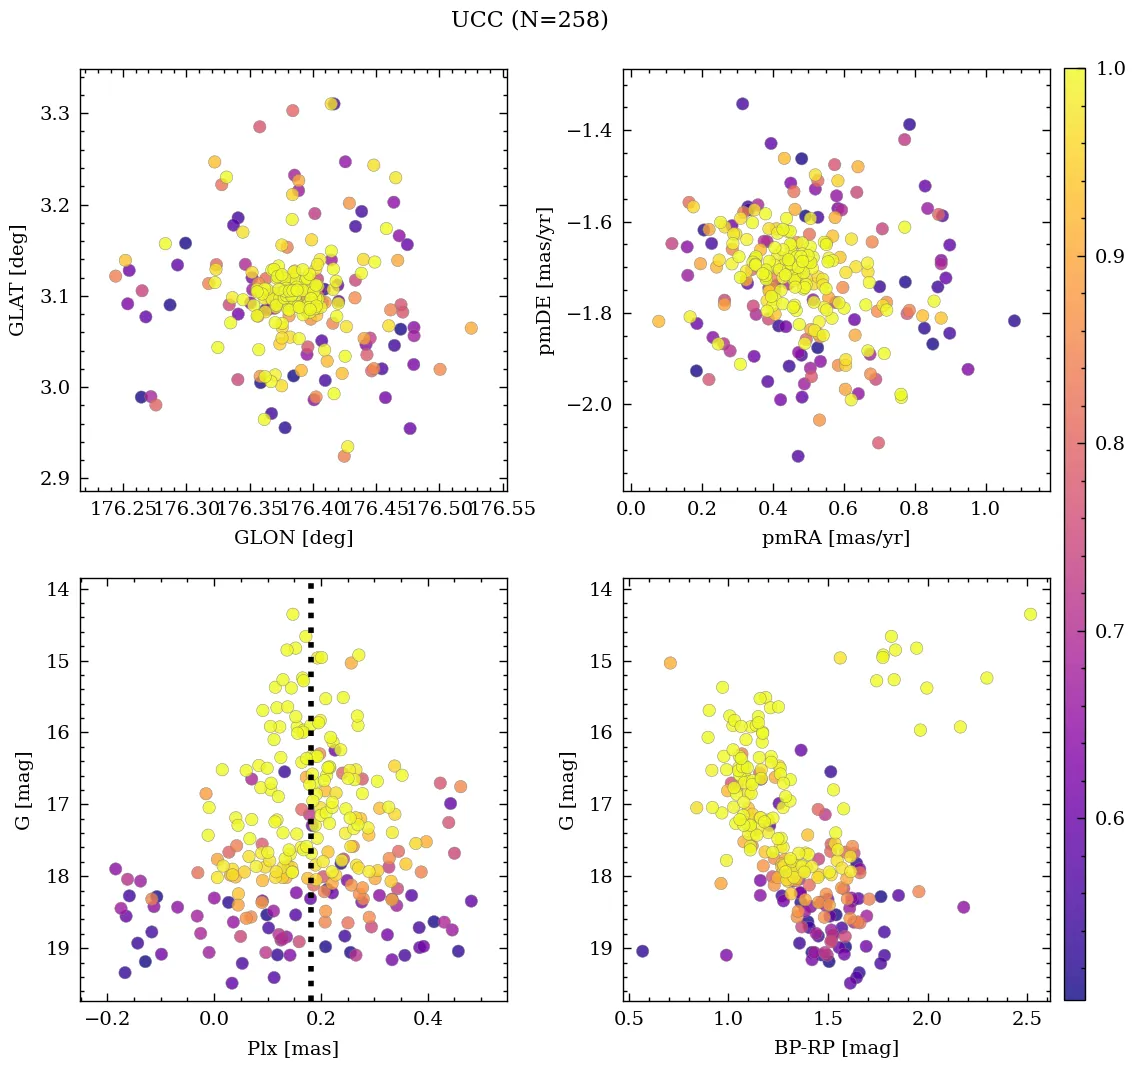 UCC (N=258)
3.3
3.2
3.1
3.0
2.9
GLAT [deg]
176.25 176.30 176.35 176.40 176.45 176.50 176.55
GLON [deg]
−1.4
−1.6
−1.8
−2.0
pmDE [mas/yr]
0.0 0.2 0.4 0.6 0.8 1.0
pmRA [mas/yr]
14
15
16
17
18
19
G [mag]
−0.2 0.0 0.2 0.4
Plx [mas]
14
15
16
17
18
19
G [mag]
0.5 1.0 1.5 2.0 2.5
BP-RP [mag]
1.0
0.9
0.8
0.7
0.6